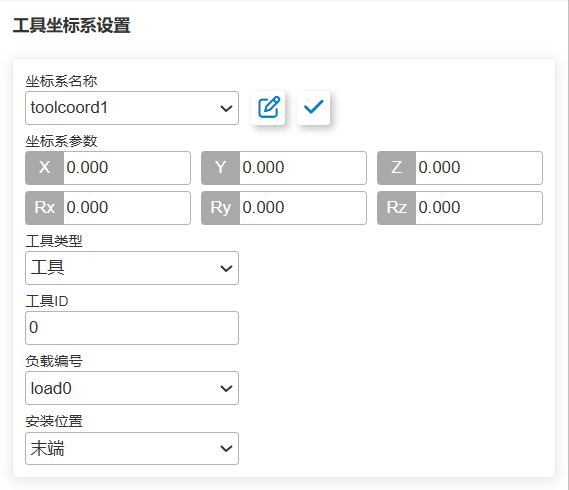 工具坐标系设置
坐标系名称
toolcoord1
坐标系参数
X 0.000 Y 0.000 Z 0.000
Rx 0.000 Ry 0.000 Rz 0.000
工具类型
工具
工具ID
0
负载编号
load0
安装位置
末端